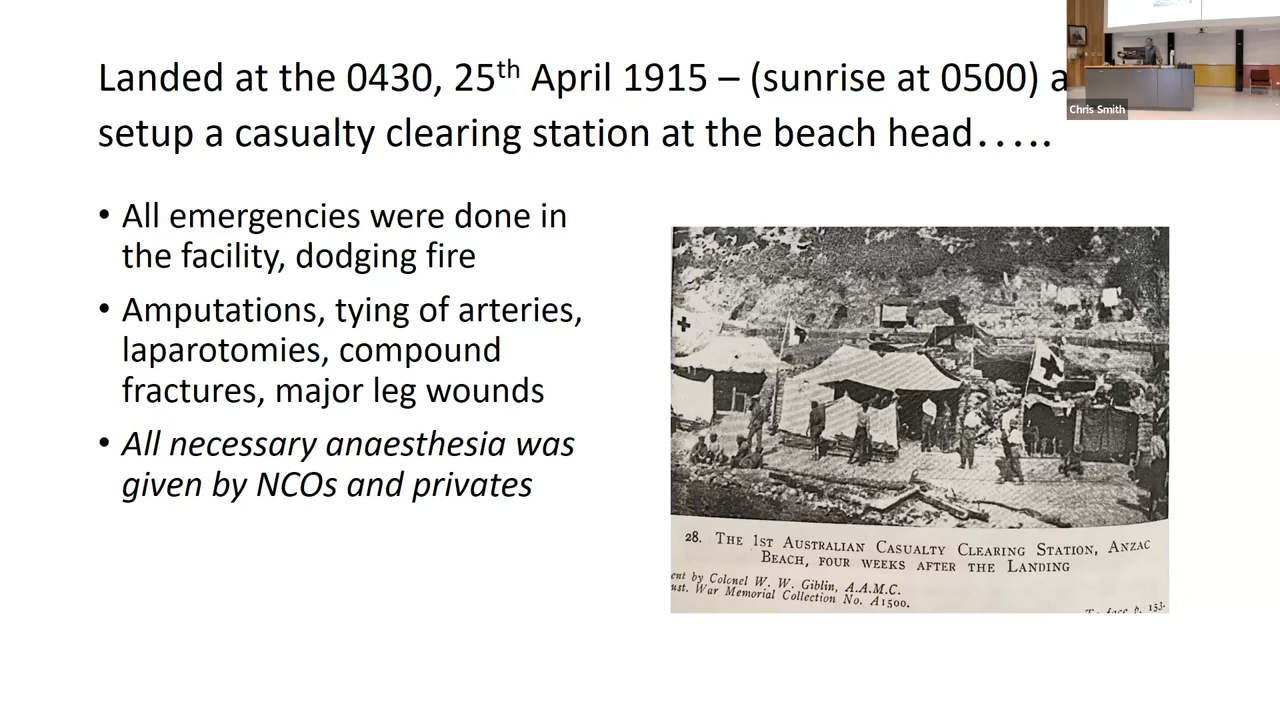 Landed at the 0430, 25th April 1915 – (sunrise at 0500) a
setup a casualty clearing station at the beach head.....
Chris Smith
• All emergencies were done in
the facility, dodging fire
• Amputations, tying of arteries,
laparotomies, compound
fractures, major leg wounds
• All necessary anaesthesia was
given by NCOs and privates
28. The 1st Australian Casualty Clearing Station, Anzac
Beach, four weeks after the Landing
ent by Colonel W. W. Giblin, A.A.M.C.
ust. War Memorial Collection No. A1500.
p. 153.